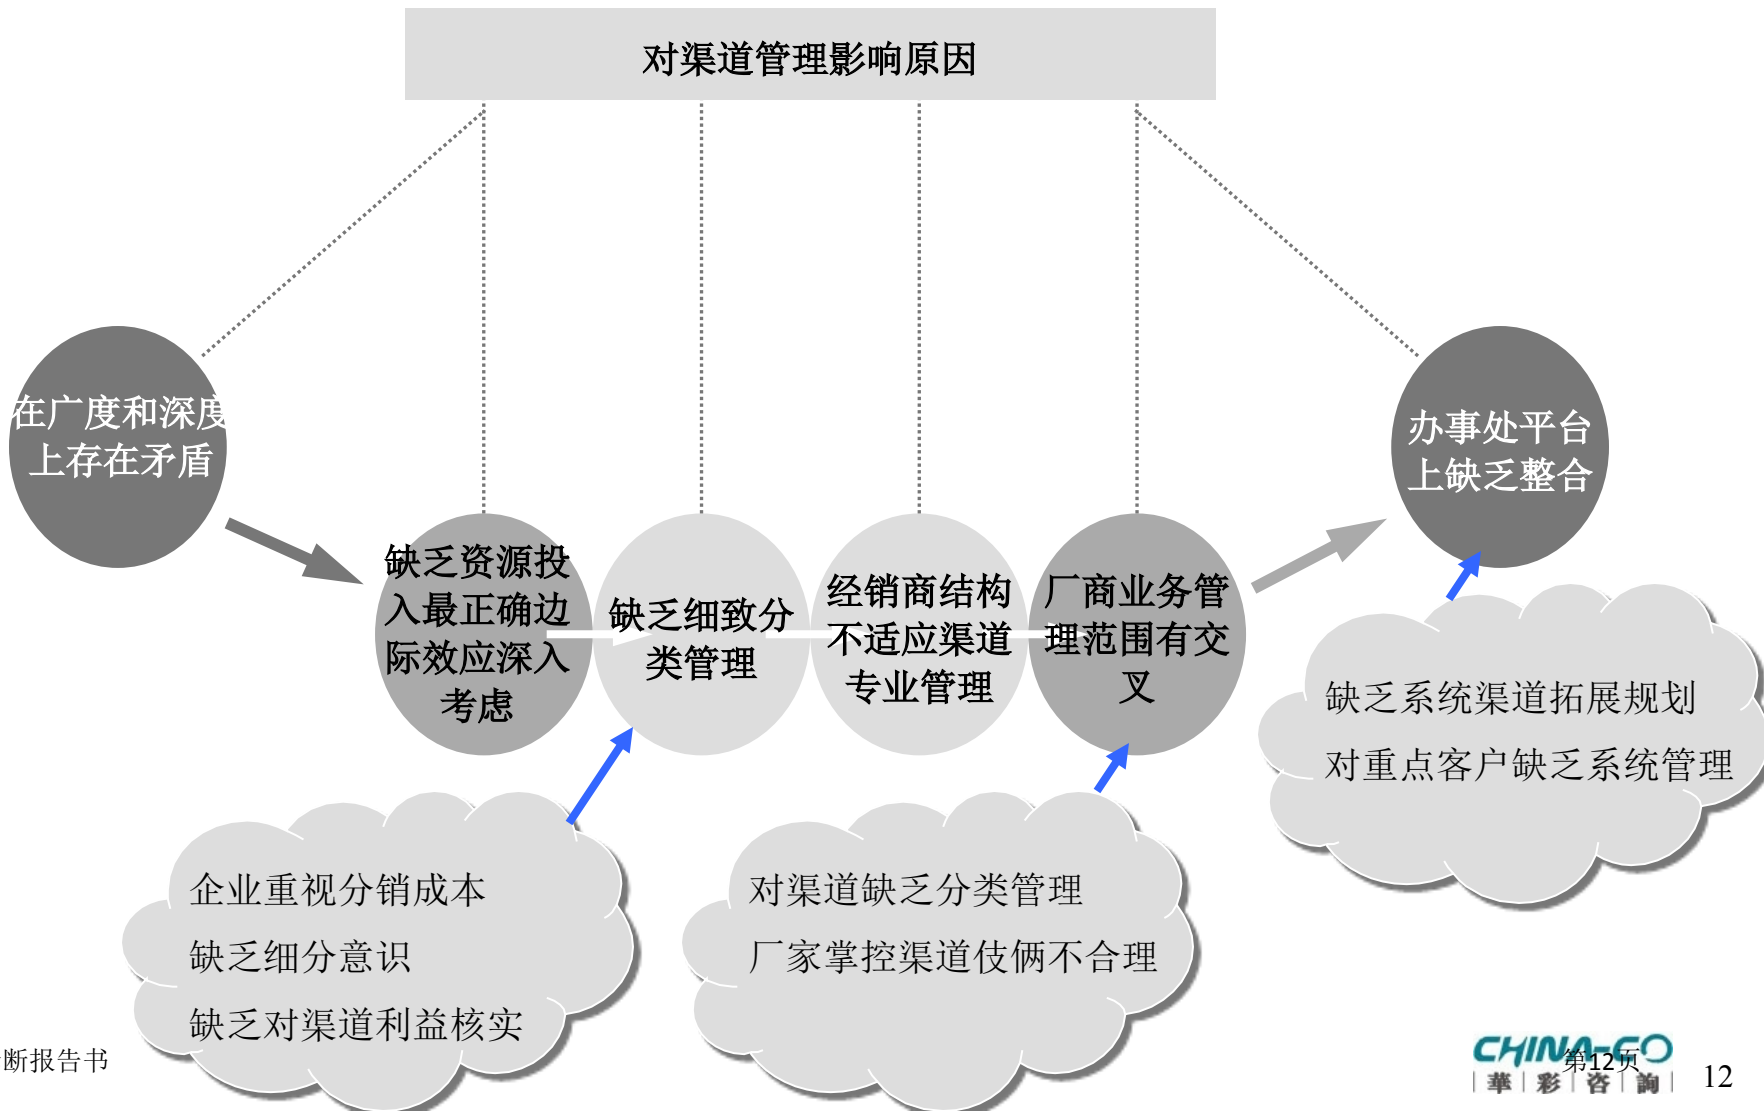 对渠道管理影响原因
在广度和深度
上存在矛盾
办事处平台
上缺乏整合
缺乏资源投
入最正确边
际效应深入
考虑
缺乏细致分
类管理
经销商结构
不适应渠道
专业管理
厂商业务管
理范围有交
叉
缺乏系统渠道拓展规划
对重点客户缺乏系统管理
企业重视分销成本
缺乏细分意识
缺乏对渠道利益核实
对渠道缺乏分类管理
厂家掌控渠道伎俩不合理
断报告书
CHINA-GO
華彩咨詢
第12页
12